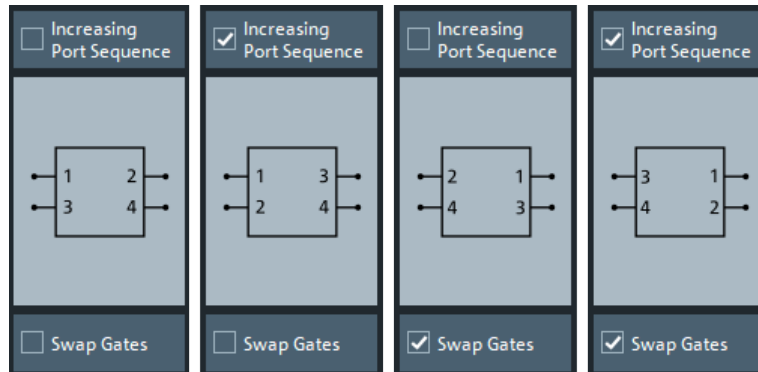 Increasing
Port Sequence
1 2
3 4
Swap Gates
Increasing
Port Sequence
1 3
2 4
Swap Gates
Increasing
Port Sequence
2 1
4 3
Swap Gates
Increasing
Port Sequence
3 1
4 2
Swap Gates